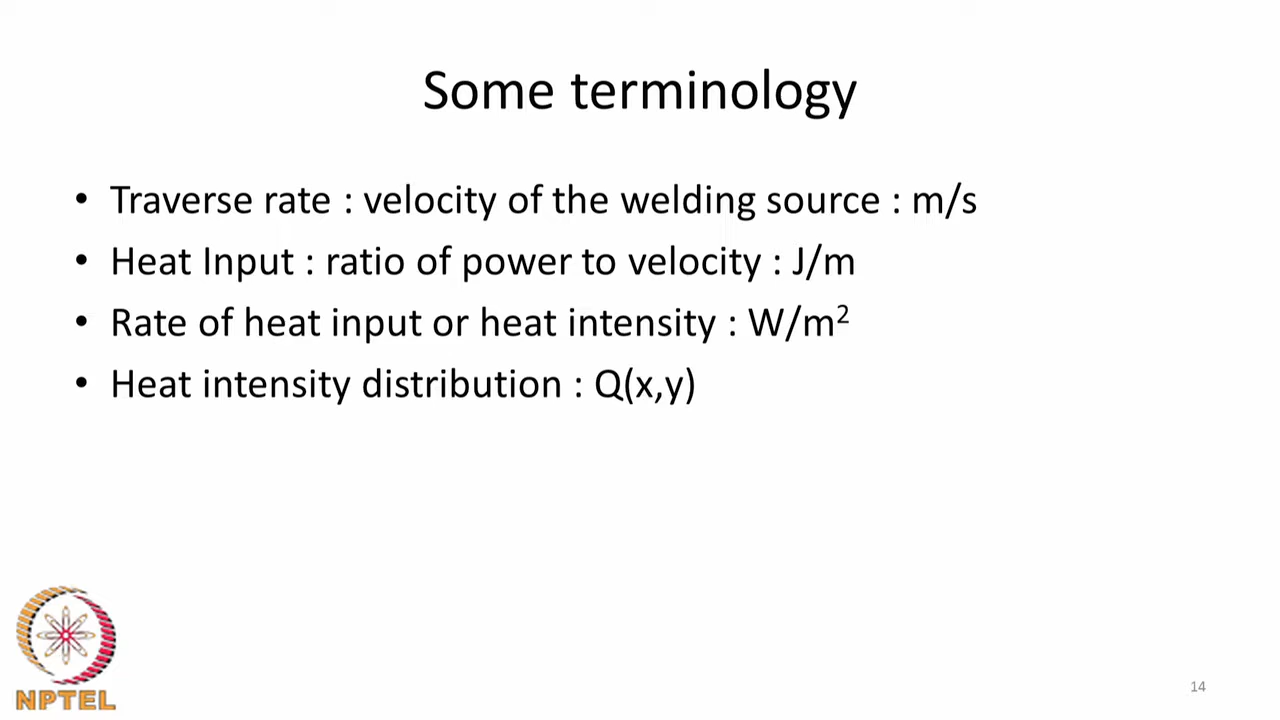 Some terminology
• Traverse rate : velocity of the welding source : m/s
• Heat Input : ratio of power to velocity : J/m
• Rate of heat input or heat intensity : W/m²
• Heat intensity distribution : Q(x,y)
NPTEL
14